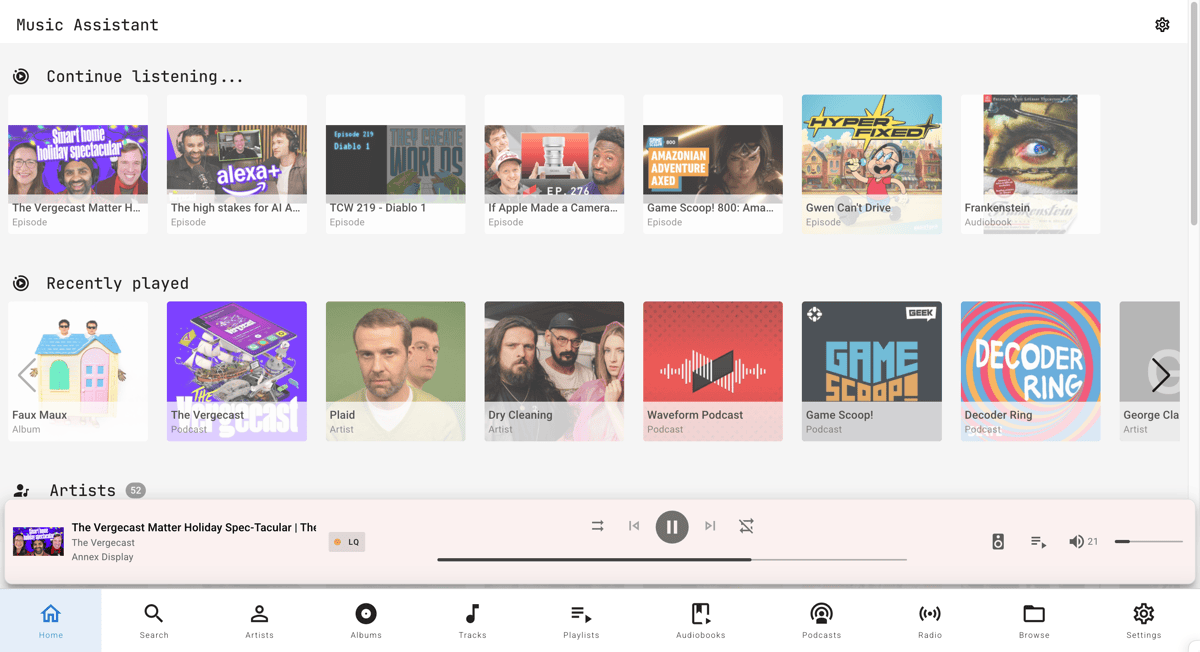 Music Assistant
Continue listening...
Smart home
holiday spectacular
alexa+
Episode 219
Diablo 1
THEY CREATE
WORLDS
EP. 276
800
AMAZONIAN
ADVENTURE
AXED
HYPER
FIXED
Frankenstein
The Vergecast Matter H...
Episode
The high stakes for AI A...
Episode
TCW 219 - Diablo 1
Episode
If Apple Made a Camera...
Episode
Game Scoop! 800: Ama...
Episode
Gwen Can't Drive
Episode
Frankenstein
Audiobook
Recently played
THE
Vergecast
GEEK
GAME
SCOOP!
DECODER
RING
SLATE
Faux Maux
Album
The Vergecast
Podcast
Plaid
Artist
Dry Cleaning
Artist
Waveform Podcast
Podcast
Game Scoop!
Podcast
Decoder Ring
Podcast
George Cla
Artist
Artists 52
The Vergecast Matter Holiday Spec-Tacular | The
The Vergecast
Annex Display
LQ
21
Home
Search
Artists
Albums
Tracks
Playlists
Audiobooks
Podcasts
Radio
Browse
Settings